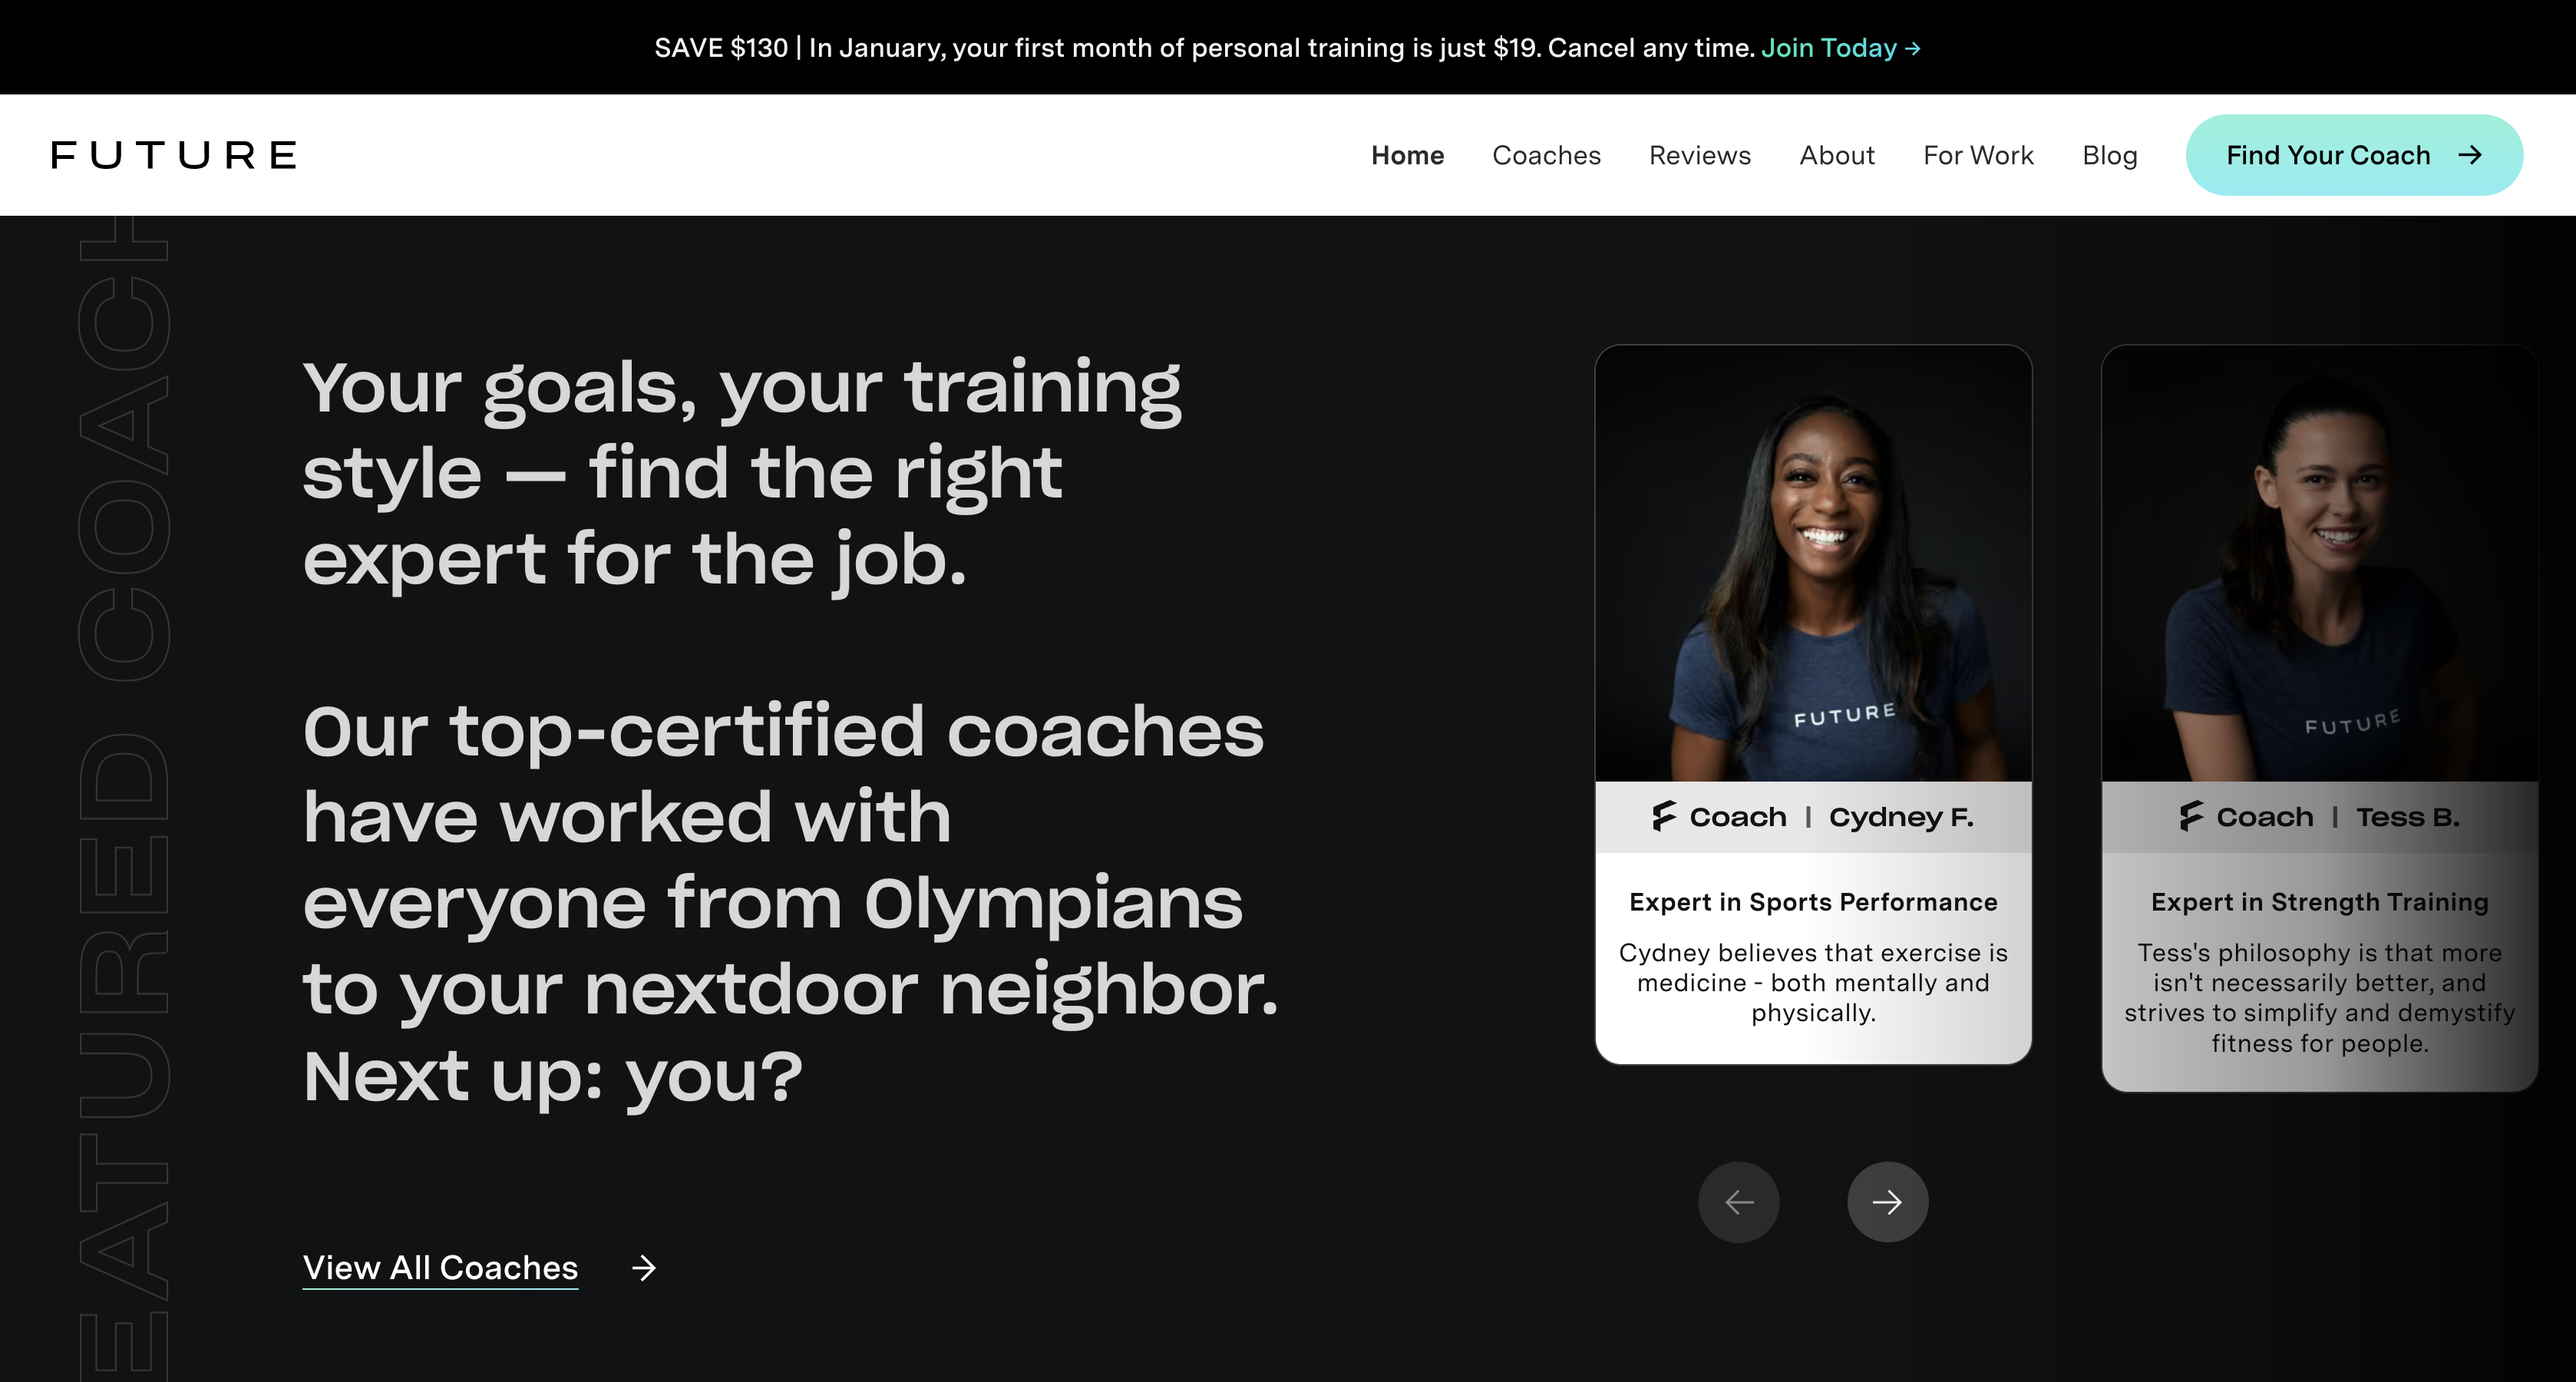 SAVE $130 | In January, your first month of personal training is just $19. Cancel any time. Join Today →
FUTURE
Home Coaches Reviews About For Work Blog Find Your Coach →
EATURED COACH
Your goals, your training
style — find the right
expert for the job.
Our top-certified coaches
have worked with
everyone from Olympians
to your nextdoor neighbor.
Next up: you?
View All Coaches →
FUTURE
Coach | Cydney F.
Expert in Sports Performance
Cydney believes that exercise is
medicine - both mentally and
physically.
FUTURE
Coach | Tess B.
Expert in Strength Training
Tess's philosophy is that more
isn't necessarily better, and
strives to simplify and demystify
fitness for people.